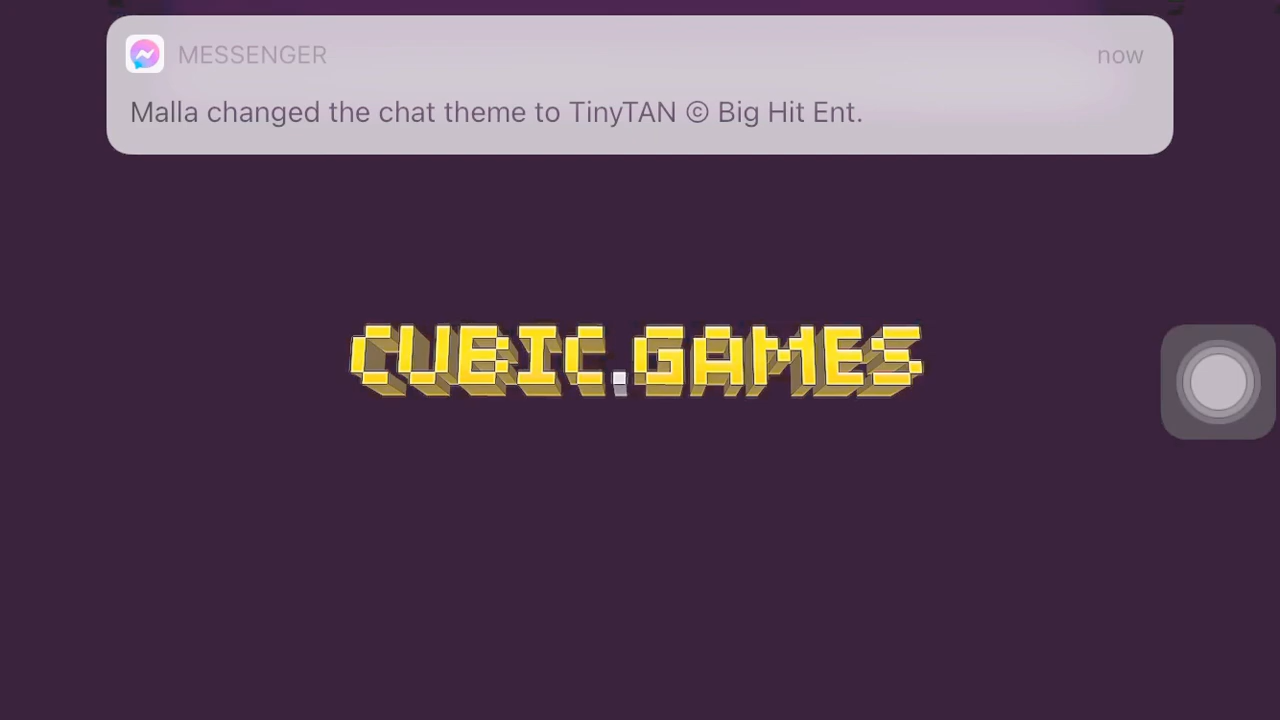 MESSENGER
now
Malla changed the chat theme to TinyTAN © Big Hit Ent.
CUBIC.GAMES